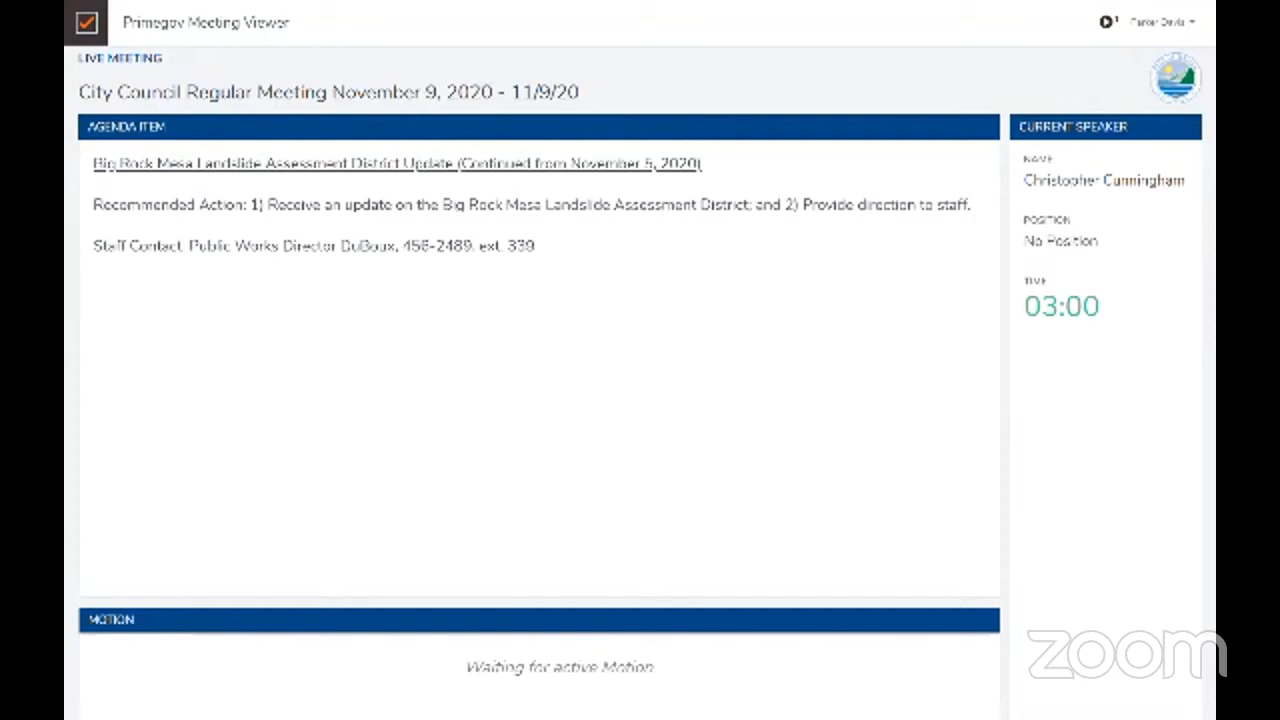 Primegov Meeting Viewer
1
Parker Davis
LIVE MEETING
City Council Regular Meeting November 9, 2020 - 11/9/20
AGENDA ITEM
Big Rock Mesa Landslide Assessment District Update (Continued from November 5, 2020)
Recommended Action: 1) Receive an update on the Big Rock Mesa Landslide Assessment District; and 2) Provide direction to staff.
Staff Contact: Public Works Director DuBoux, 456-2489, ext. 339
CURRENT SPEAKER
NAME
Christopher Cunningham
POSITION
No Position
TIME
03:00
MOTION
Waiting for active Motion
zoom